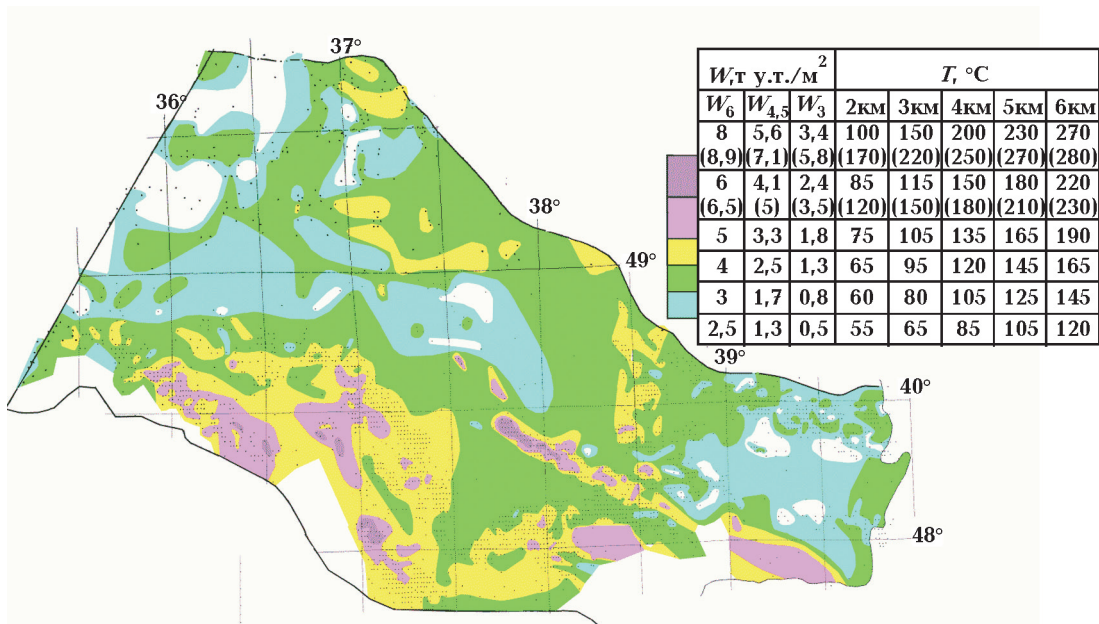 37°
36°
38°
49°
39°
40°
48°
W,т у.т./м² T, °C
W6 W4,5 W3 2км 3км 4км 5км 6км
8 5,6 3,4 100 150 200 230 270
(8,9) (7,1) (5,8) (170) (220) (250) (270) (280)
6 4,1 2,4 85 115 150 180 220
(6,5) (5) (3,5) (120) (150) (180) (210) (230)
5 3,3 1,8 75 105 135 165 190
4 2,5 1,3 65 95 120 145 165
3 1,7 0,8 60 80 105 125 145
2,5 1,3 0,5 55 65 85 105 120